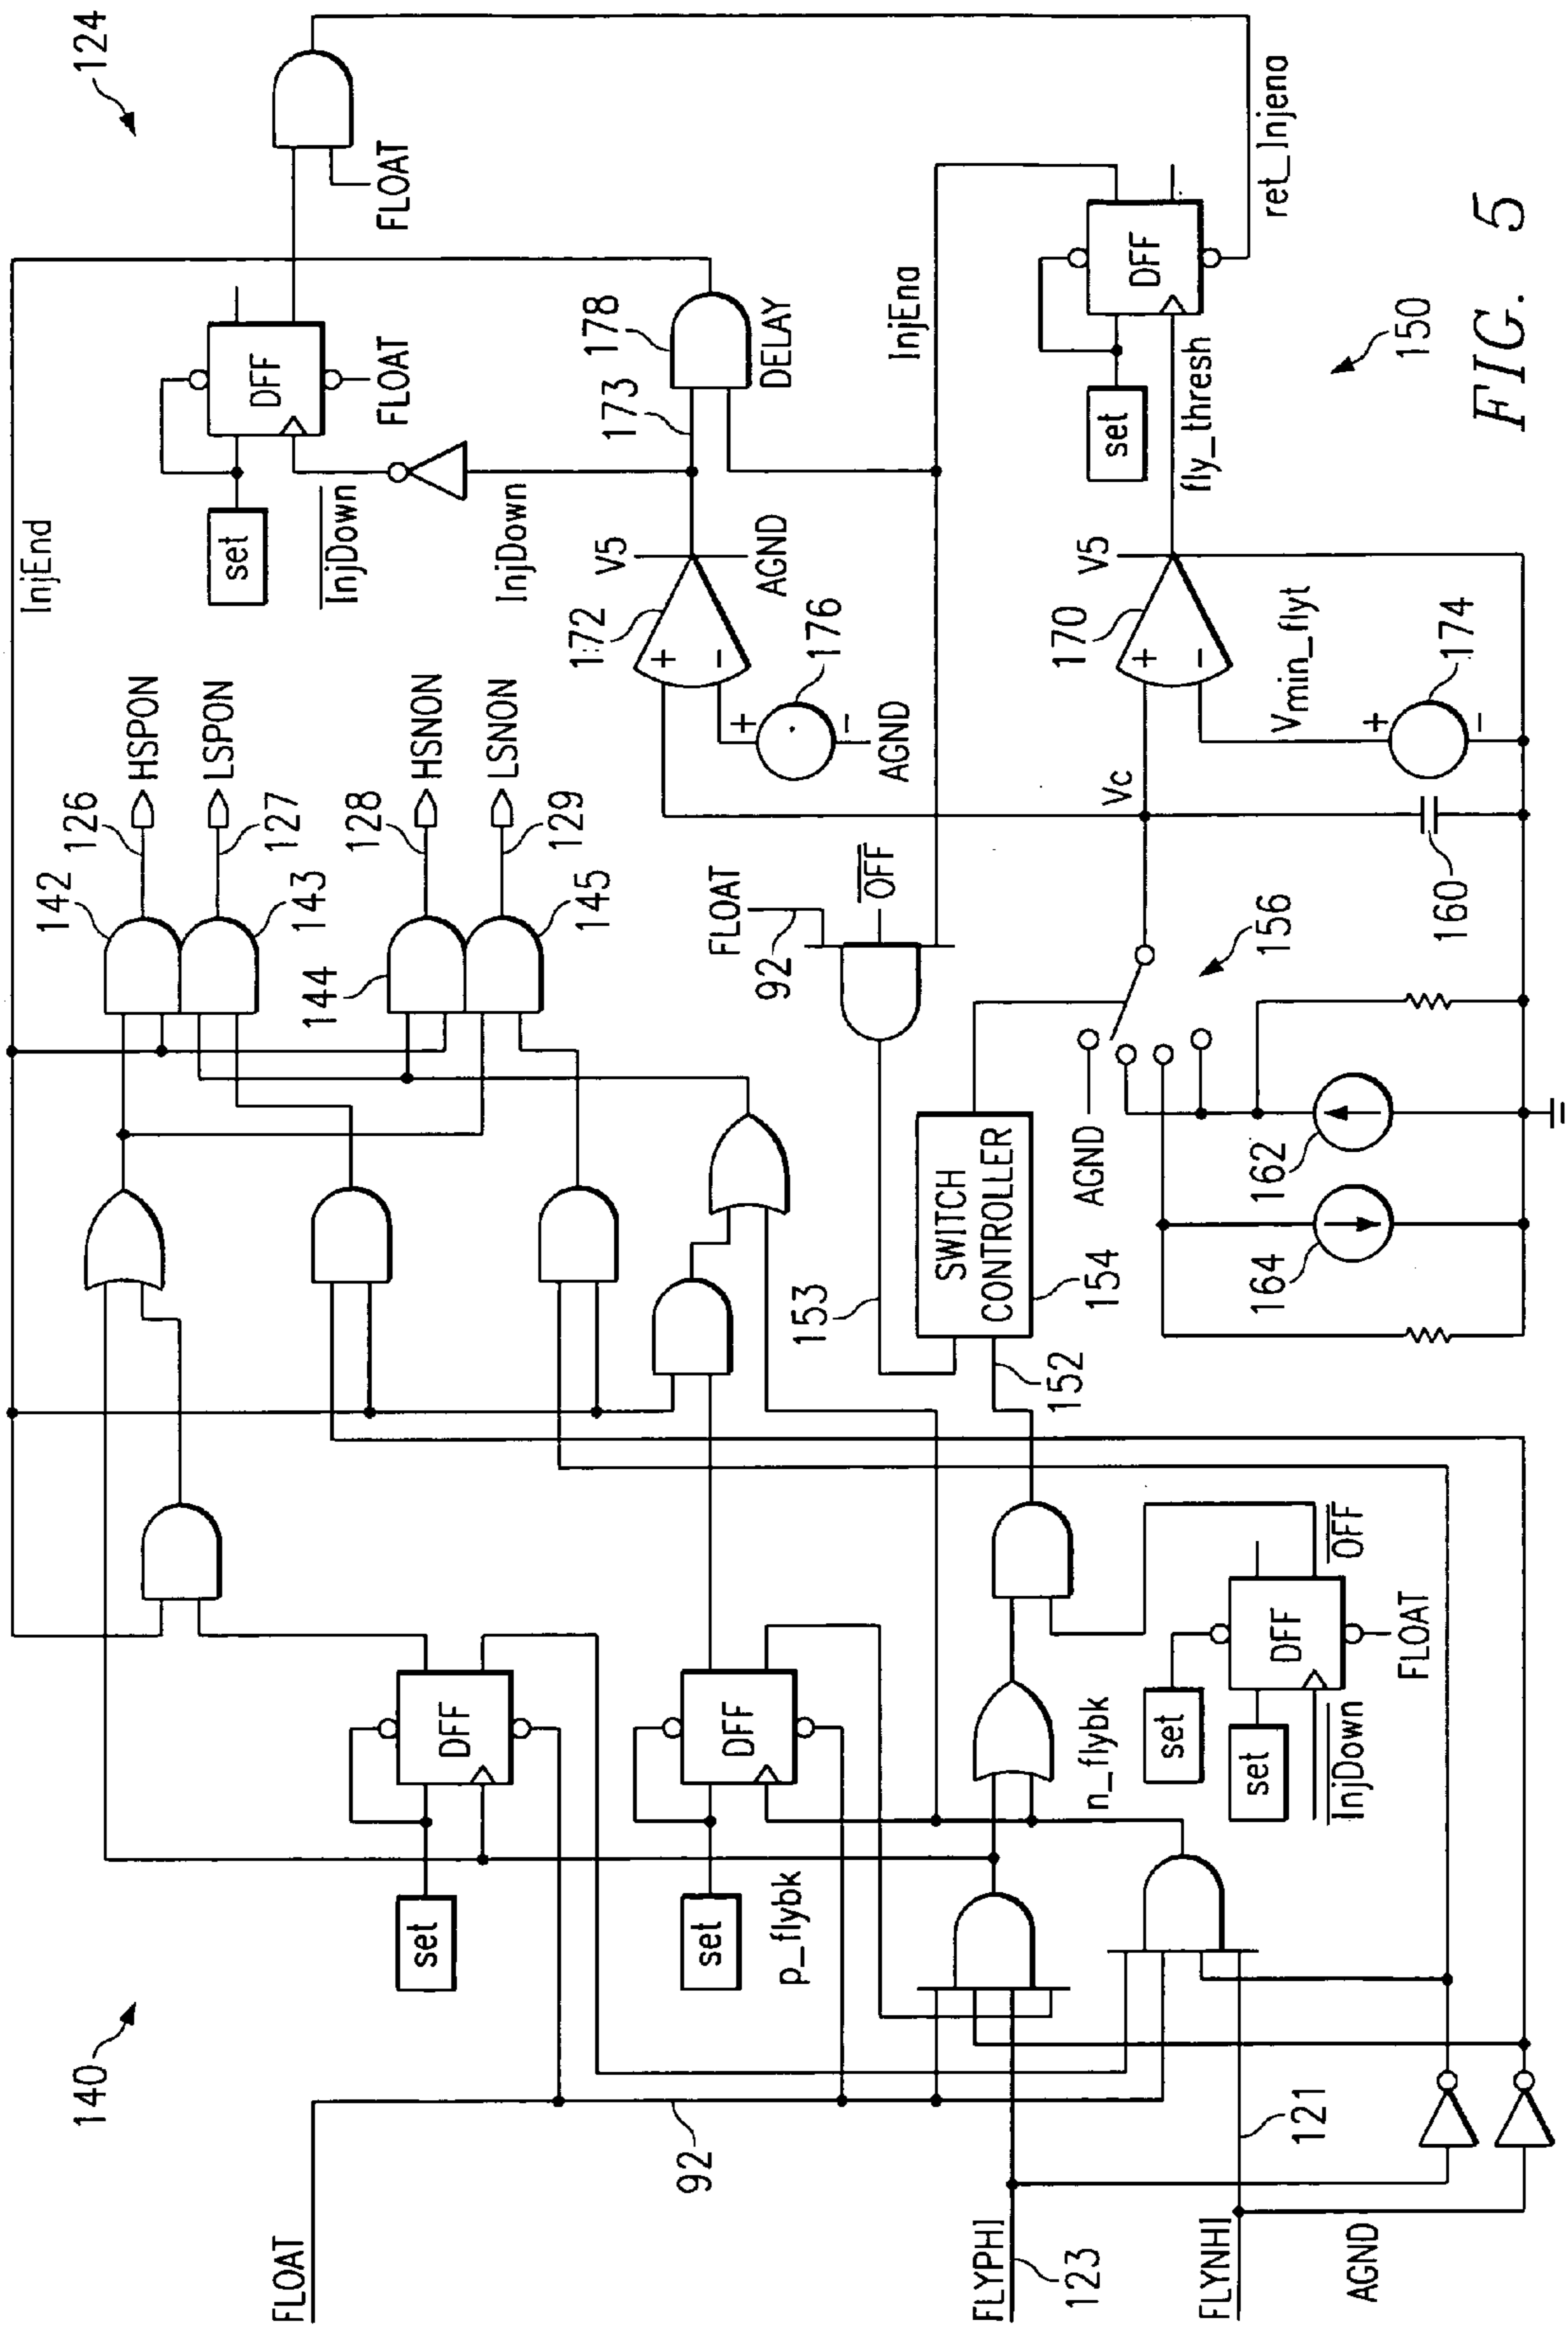 140
124
InjEnd
126
HSPON
142
127
LSPON
143
set
DFF
FLOAT
FLOAT
InjDown
InjDown
144
128
HSNON
129
LSNON
145
set
DFF
172
V5
AGND
173
178
DELAY
176
AGND
FLOAT
92
OFF
InjEna
set
DFF
p_flybk
FLOAT
92
153
SWITCH
CONTROLLER
154
152
156
AGND
Vc
170
V5
fly_thresh
set
DFF
ret_Injena
Vmin_flyt
174
160
162
164
n_flybk
set
set
DFF
InjDown
FLOAT
OFF
FLYPHI
123
FLYNHI
121
AGND
150
FIG. 5
+
−
+
−
+
−
+
−